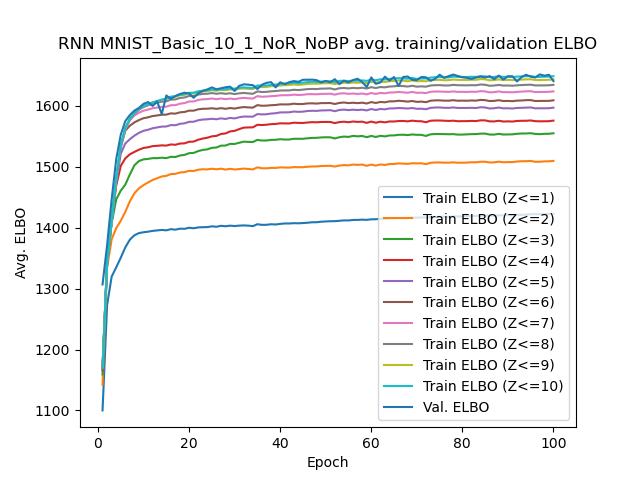 RNN MNIST_Basic_10_1_NoR_NoBP avg. training/validation ELBO
Avg. ELBO
1600
1500
1400
1300
1200
1100
Train ELBO (Z<=1)
Train ELBO (Z<=2)
Train ELBO (Z<=3)
Train ELBO (Z<=4)
Train ELBO (Z<=5)
Train ELBO (Z<=6)
Train ELBO (Z<=7)
Train ELBO (Z<=8)
Train ELBO (Z<=9)
Train ELBO (Z<=10)
Val. ELBO
0 20 40 60 80 100
Epoch